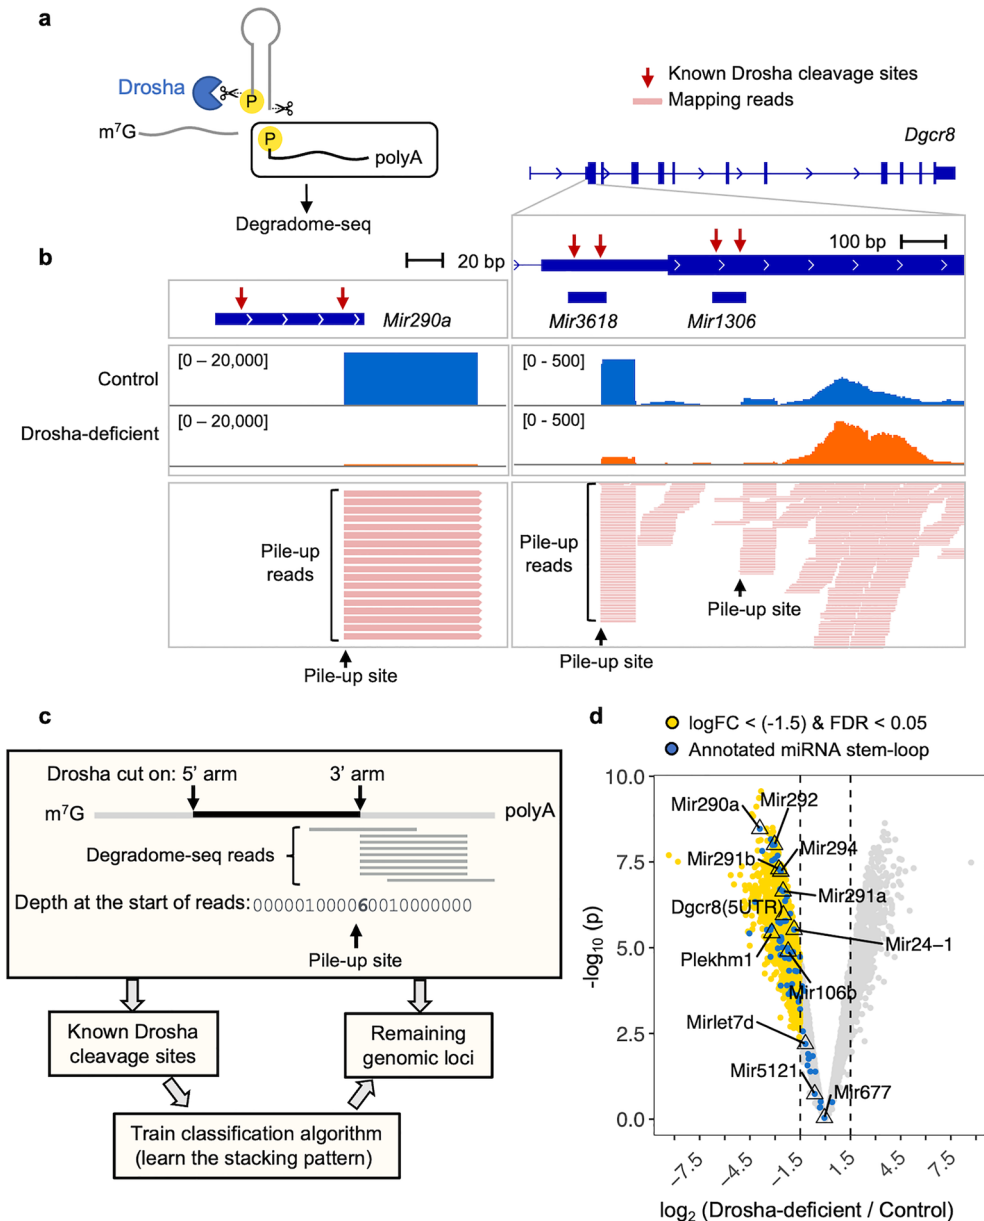 a
Drosha
P
m⁷G
P
polyA
Degradome-seq
Known Drosha cleavage sites
Mapping reads
Dgcr8
100 bp
Mir3618
Mir1306
b
20 bp
Mir290a
Control
[0 – 20,000]
[0 - 500]
Drosha-deficient
[0 – 20,000]
[0 - 500]
Pile-up
reads
Pile-up site
Pile-up
reads
Pile-up site
Pile-up site
c
Drosha cut on: 5' arm
3' arm
m⁷G
polyA
Degradome-seq reads
Depth at the start of reads: 000001000060010000000
Pile-up site
Known Drosha
cleavage sites
Remaining
genomic loci
Train classification algorithm
(learn the stacking pattern)
d
logFC < (-1.5) & FDR < 0.05
Annotated miRNA stem-loop
10.0
7.5
5.0
2.5
0.0
-log₁₀ (p)
Mir290a
Mir292
Mir291b
Mir294
Mir291a
Dgcr8(5UTR)
Mir24−1
Plekhm1
Mir106b
Mirlet7d
Mir5121
Mir677
−7.5
−4.5
−1.5
1.5
4.5
7.5
log₂ (Drosha-deficient / Control)